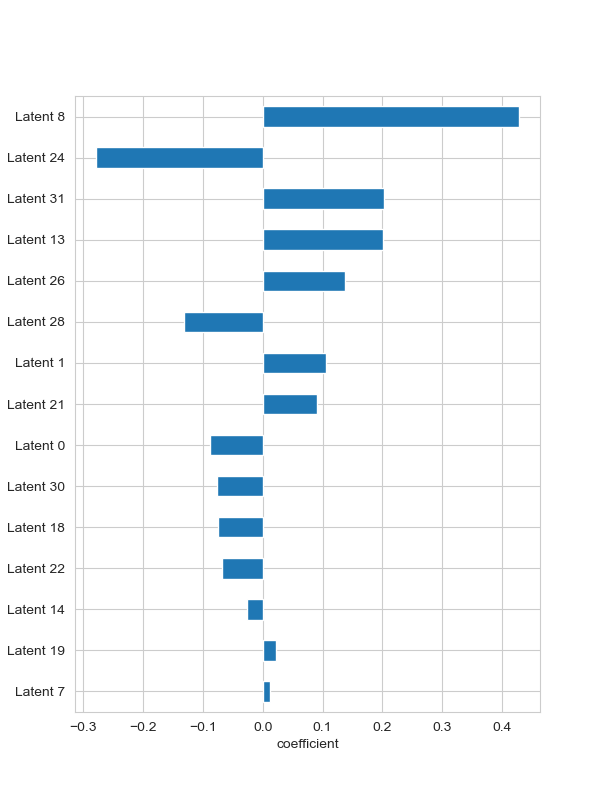 Latent 8
Latent 24
Latent 31
Latent 13
Latent 26
Latent 28
Latent 1
Latent 21
Latent 0
Latent 30
Latent 18
Latent 22
Latent 14
Latent 19
Latent 7
−0.3 −0.2 −0.1 0.0 0.1 0.2 0.3 0.4
coefficient